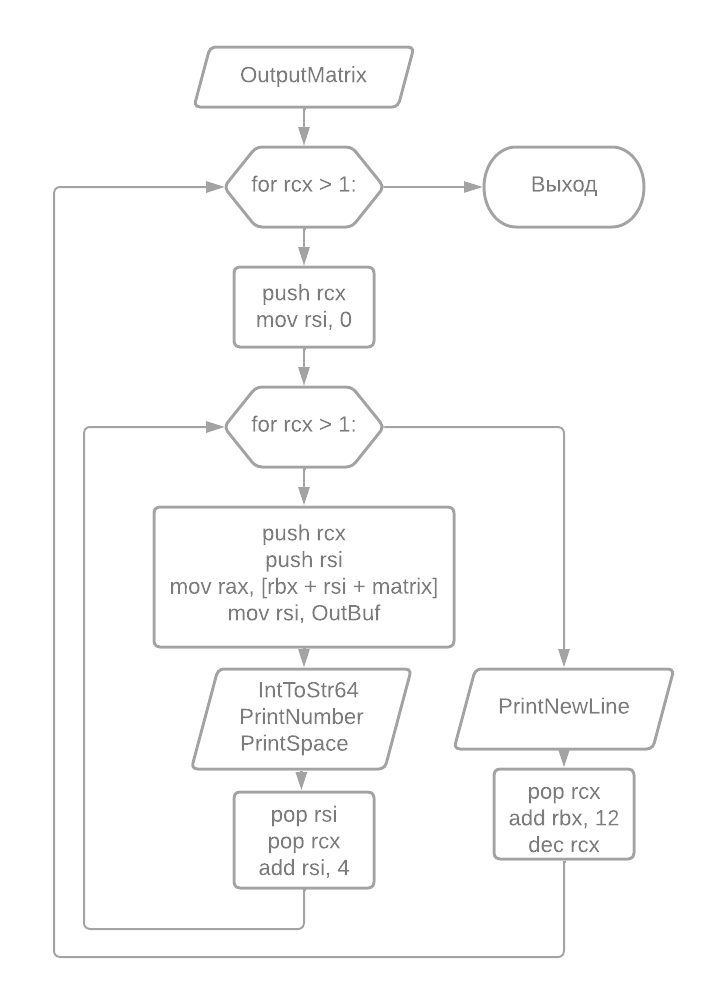 OutputMatrix
for rcx > 1:
Выход
push rcx
mov rsi, 0
for rcx > 1:
push rcx
push rsi
mov rax, [rbx + rsi + matrix]
mov rsi, OutBuf
IntToStr64
PrintNumber
PrintSpace
PrintNewLine
pop rsi
pop rcx
add rsi, 4
pop rcx
add rbx, 12
dec rcx